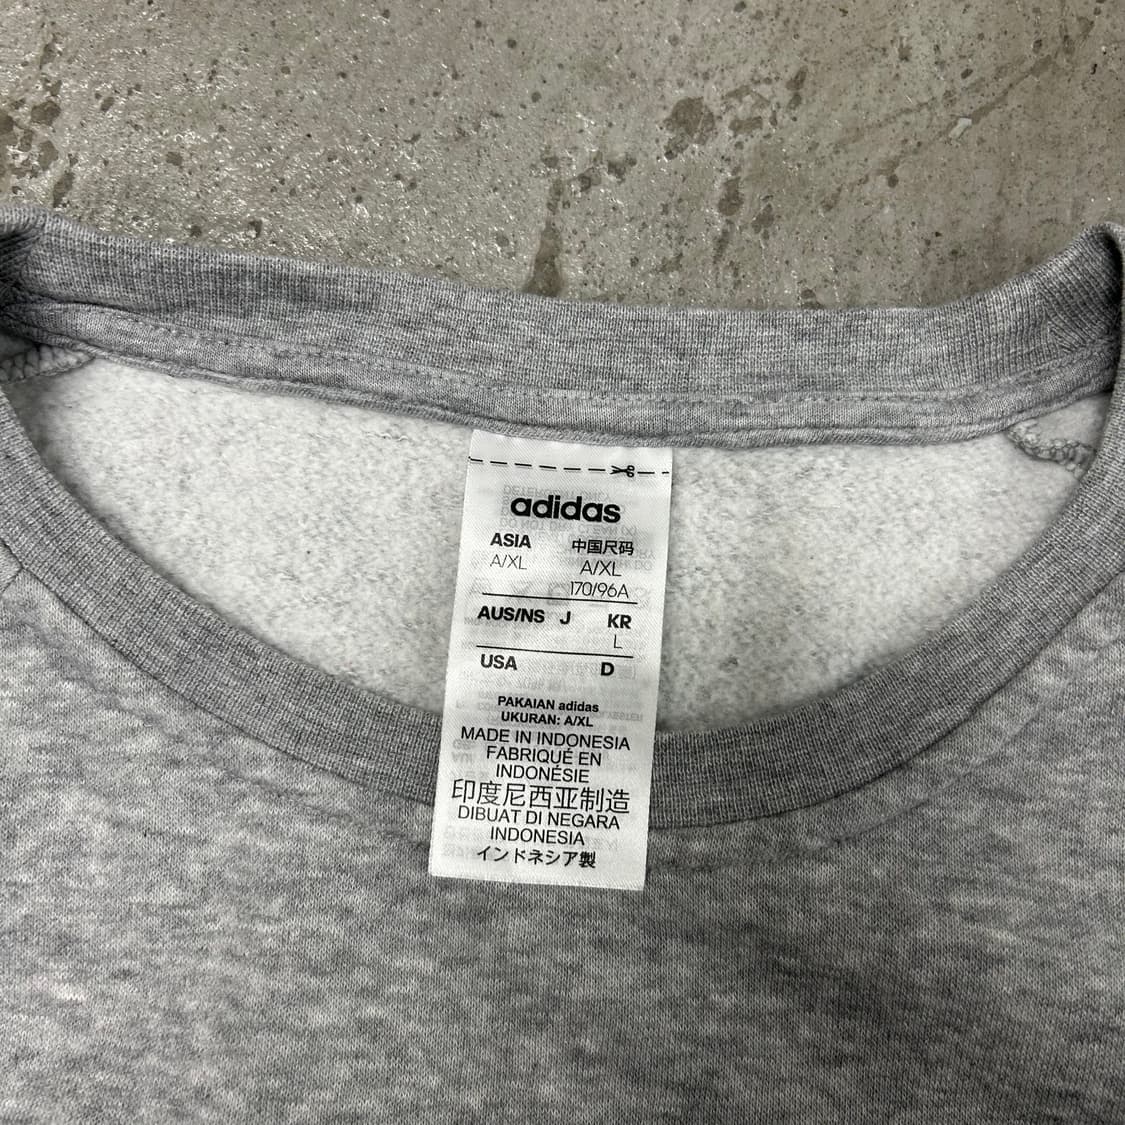 adidas
ASIA 中国尺码
A/XL A/XL
170/96A
AUS/NS J KR
L
USA D
PAKAIAN adidas
UKURAN: A/XL
MADE IN INDONESIA
FABRIQUÉ EN
INDONÉSIE
印度尼西亚制造
DIBUAT DI NEGARA
INDONESIA
インドネシア製